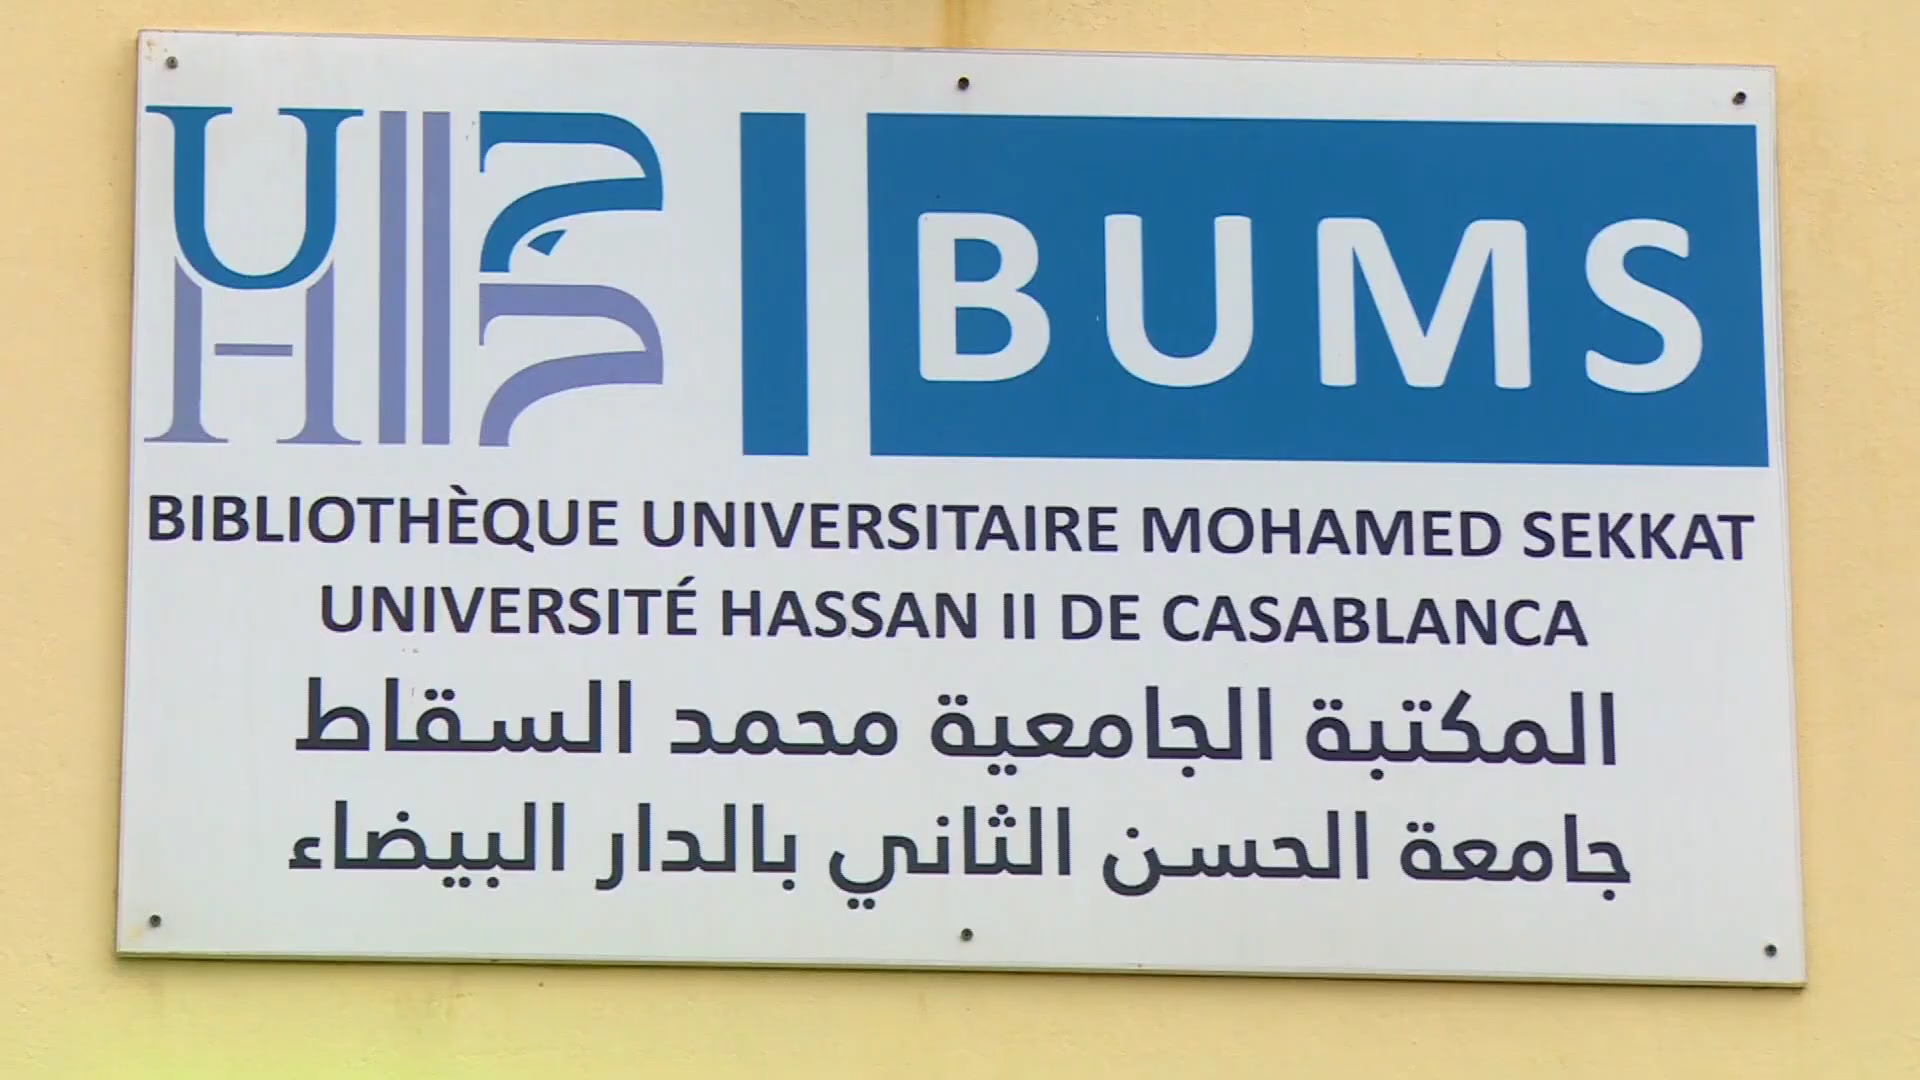 UH
BUMS
BIBLIOTHÈQUE UNIVERSITAIRE MOHAMED SEKKAT
UNIVERSITÉ HASSAN II DE CASABLANCA
المكتبة الجامعية محمد السقاط
جامعة الحسن الثاني بالدار البيضاء